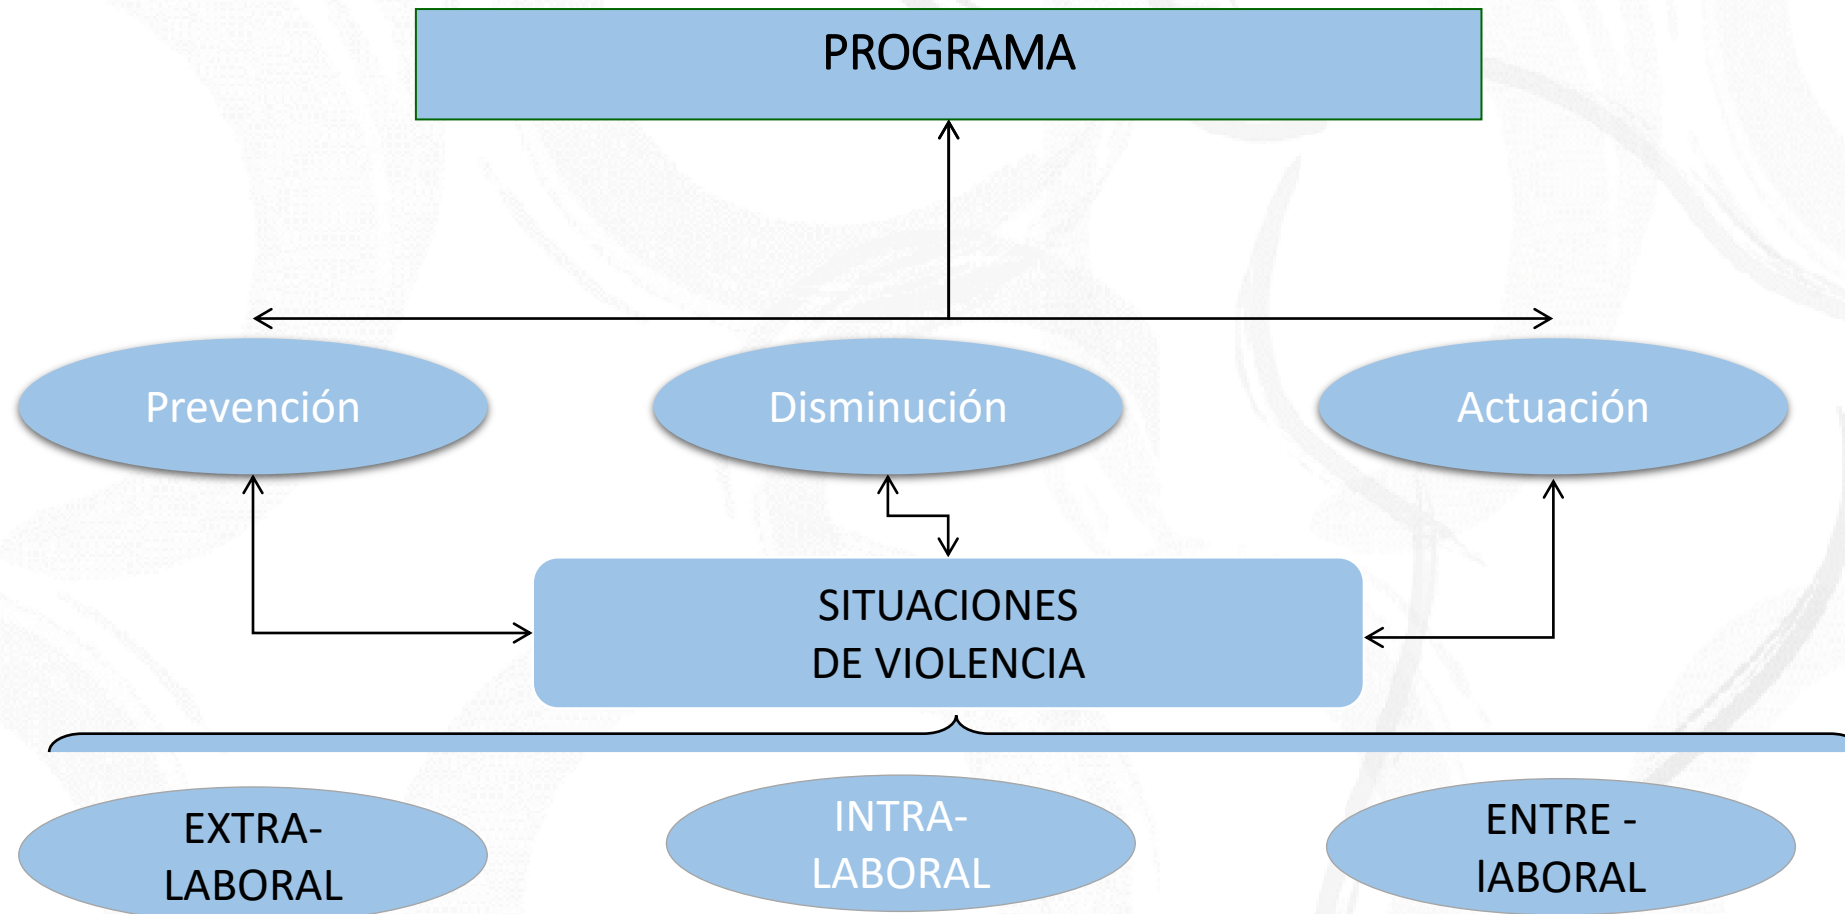 PROGRAMA
Prevención
Disminución
Actuación
SITUACIONES
DE VIOLENCIA
EXTRA-
LABORAL
INTRA-
LABORAL
ENTRE -
lABORAL